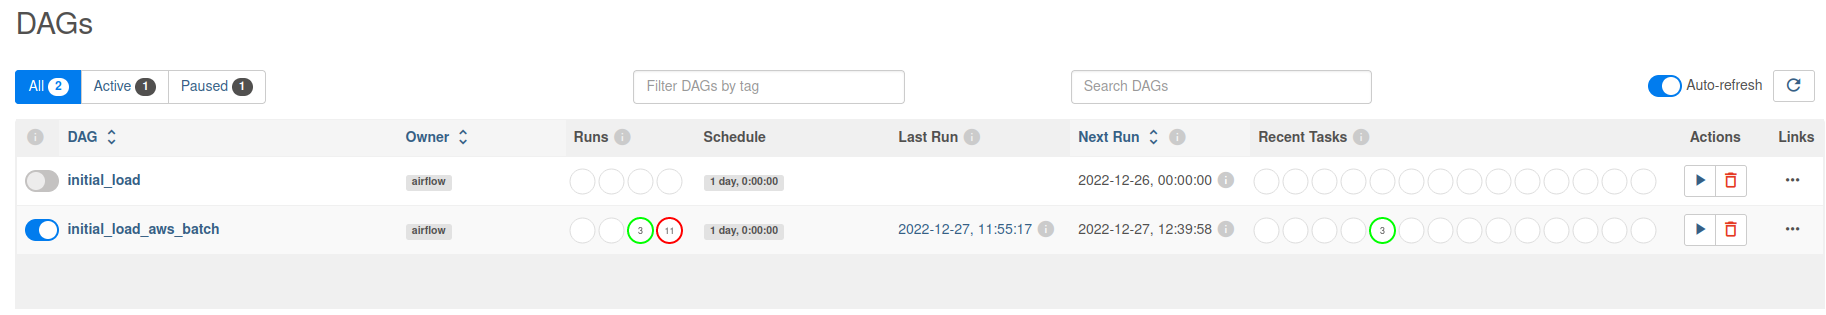 DAGs
All 2 Active 1 Paused 1 Filter DAGs by tag Search DAGs Auto-refresh
DAG Owner Runs Schedule Last Run Next Run Recent Tasks Actions Links
initial_load airflow 1 day, 0:00:00 2022-12-26, 00:00:00
initial_load_aws_batch airflow 3 11 1 day, 0:00:00 2022-12-27, 11:55:17 2022-12-27, 12:39:58 3